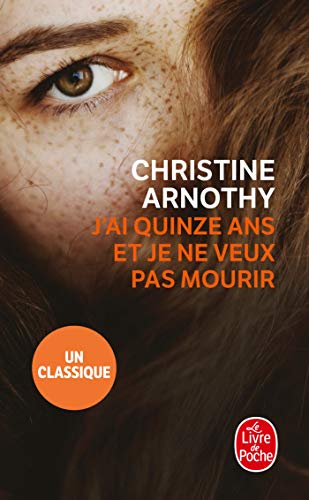 CHRISTINE
ARNOTHY
J'AI QUINZE ANS
ET JE NE VEUX
PAS MOURIR
UN
CLASSIQUE
Le
Livre
de
Poche